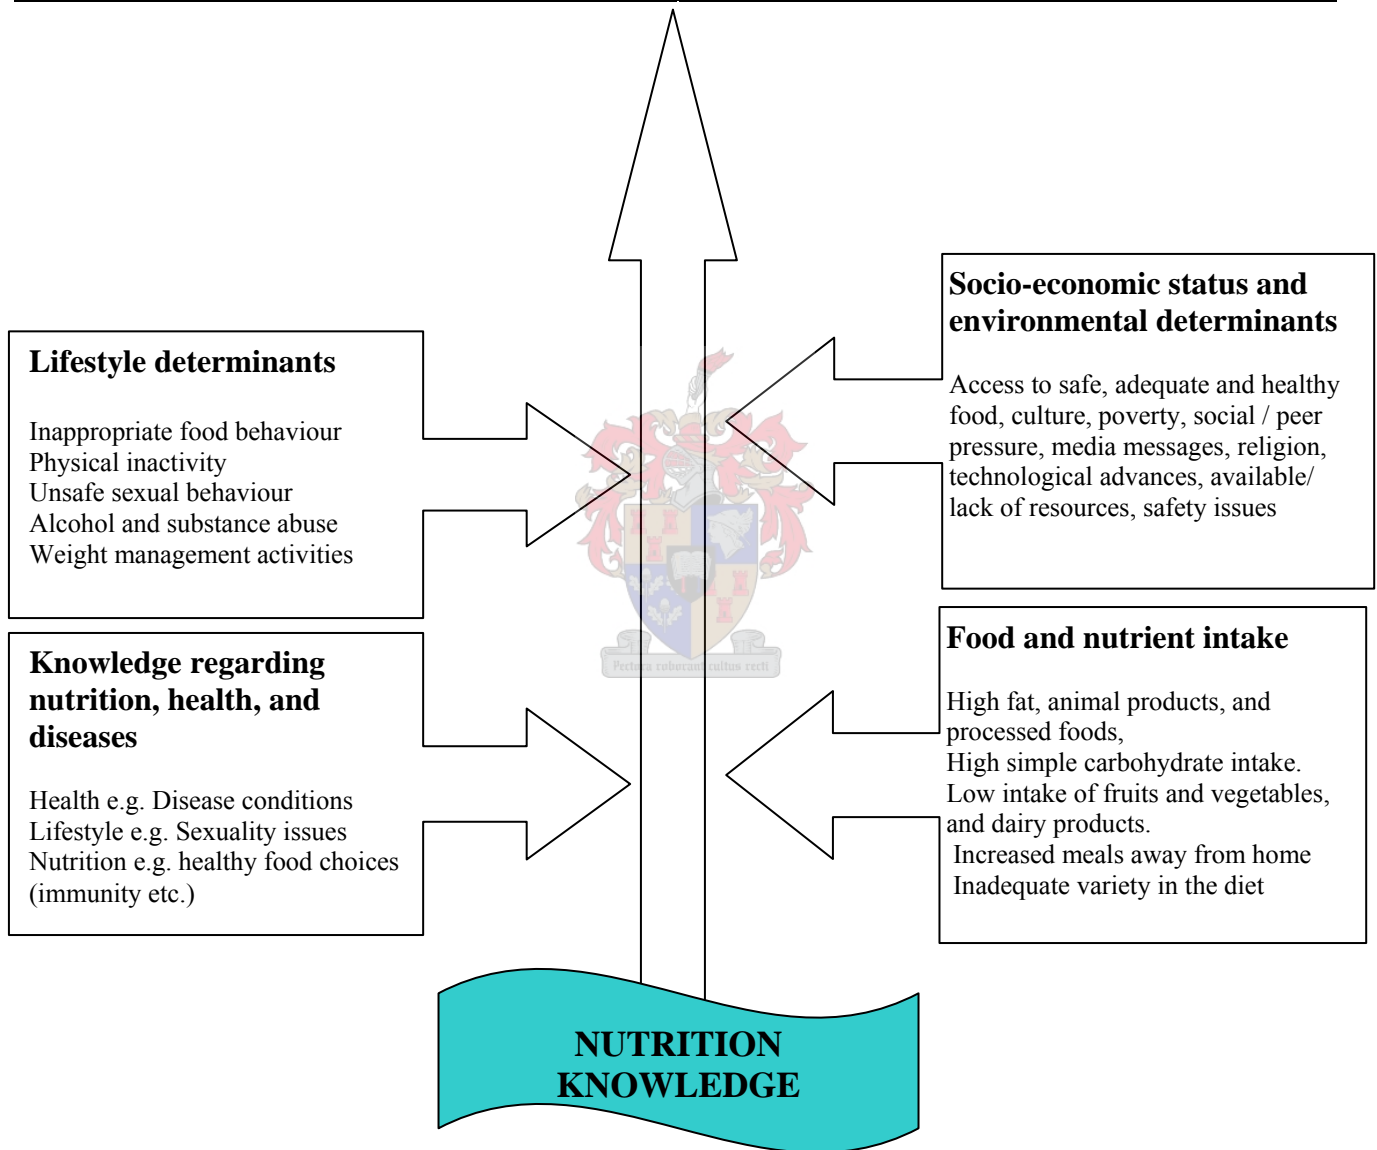 Socio-economic status and
environmental determinants
Access to safe, adequate and healthy
food, culture, poverty, social / peer
pressure, media messages, religion,
technological advances, available/
lack of resources, safety issues
Lifestyle determinants
Inappropriate food behaviour
Physical inactivity
Unsafe sexual behaviour
Alcohol and substance abuse
Weight management activities
Knowledge regarding
nutrition, health, and
diseases
Health e.g. Disease conditions
Lifestyle e.g. Sexuality issues
Nutrition e.g. healthy food choices
(immunity etc.)
Food and nutrient intake
High fat, animal products, and
processed foods,
High simple carbohydrate intake.
Low intake of fruits and vegetables,
and dairy products.
Increased meals away from home
Inadequate variety in the diet
Pectura roborant cultus recti
NUTRITION
KNOWLEDGE